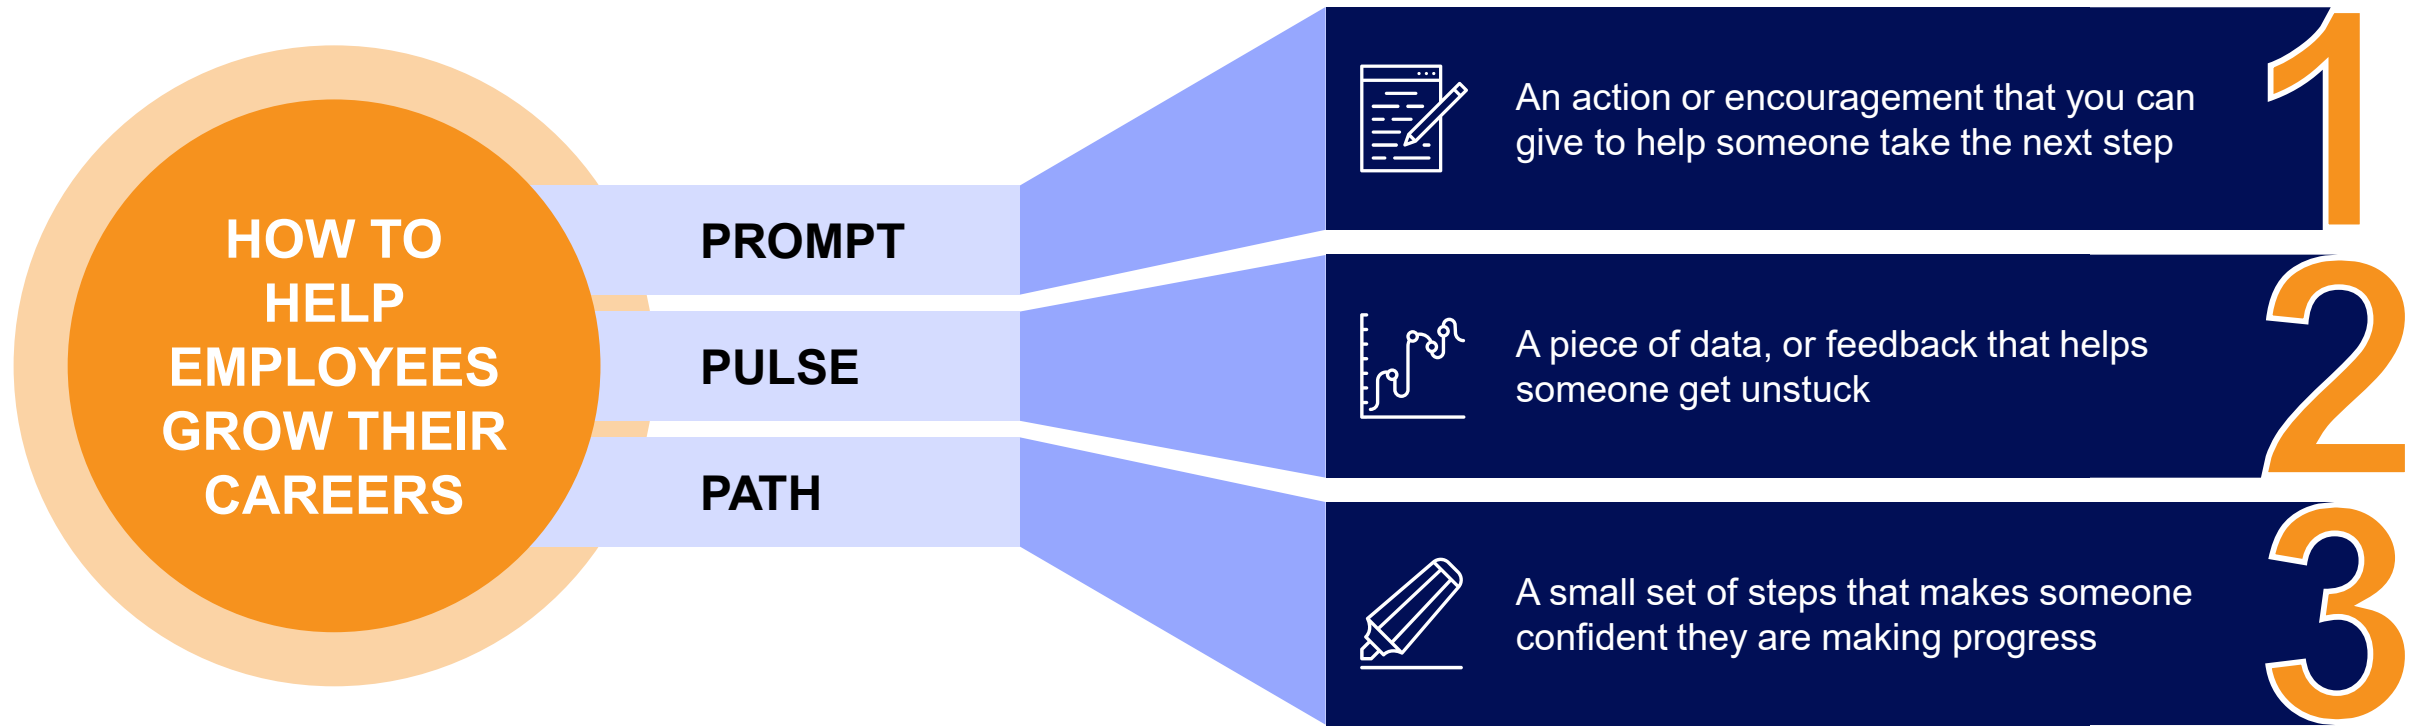 HOW TO
HELP
EMPLOYEES
GROW THEIR
CAREERS
PROMPT
An action or encouragement that you can
give to help someone take the next step
1
PULSE
A piece of data, or feedback that helps
someone get unstuck
2
PATH
A small set of steps that makes someone
confident they are making progress
3